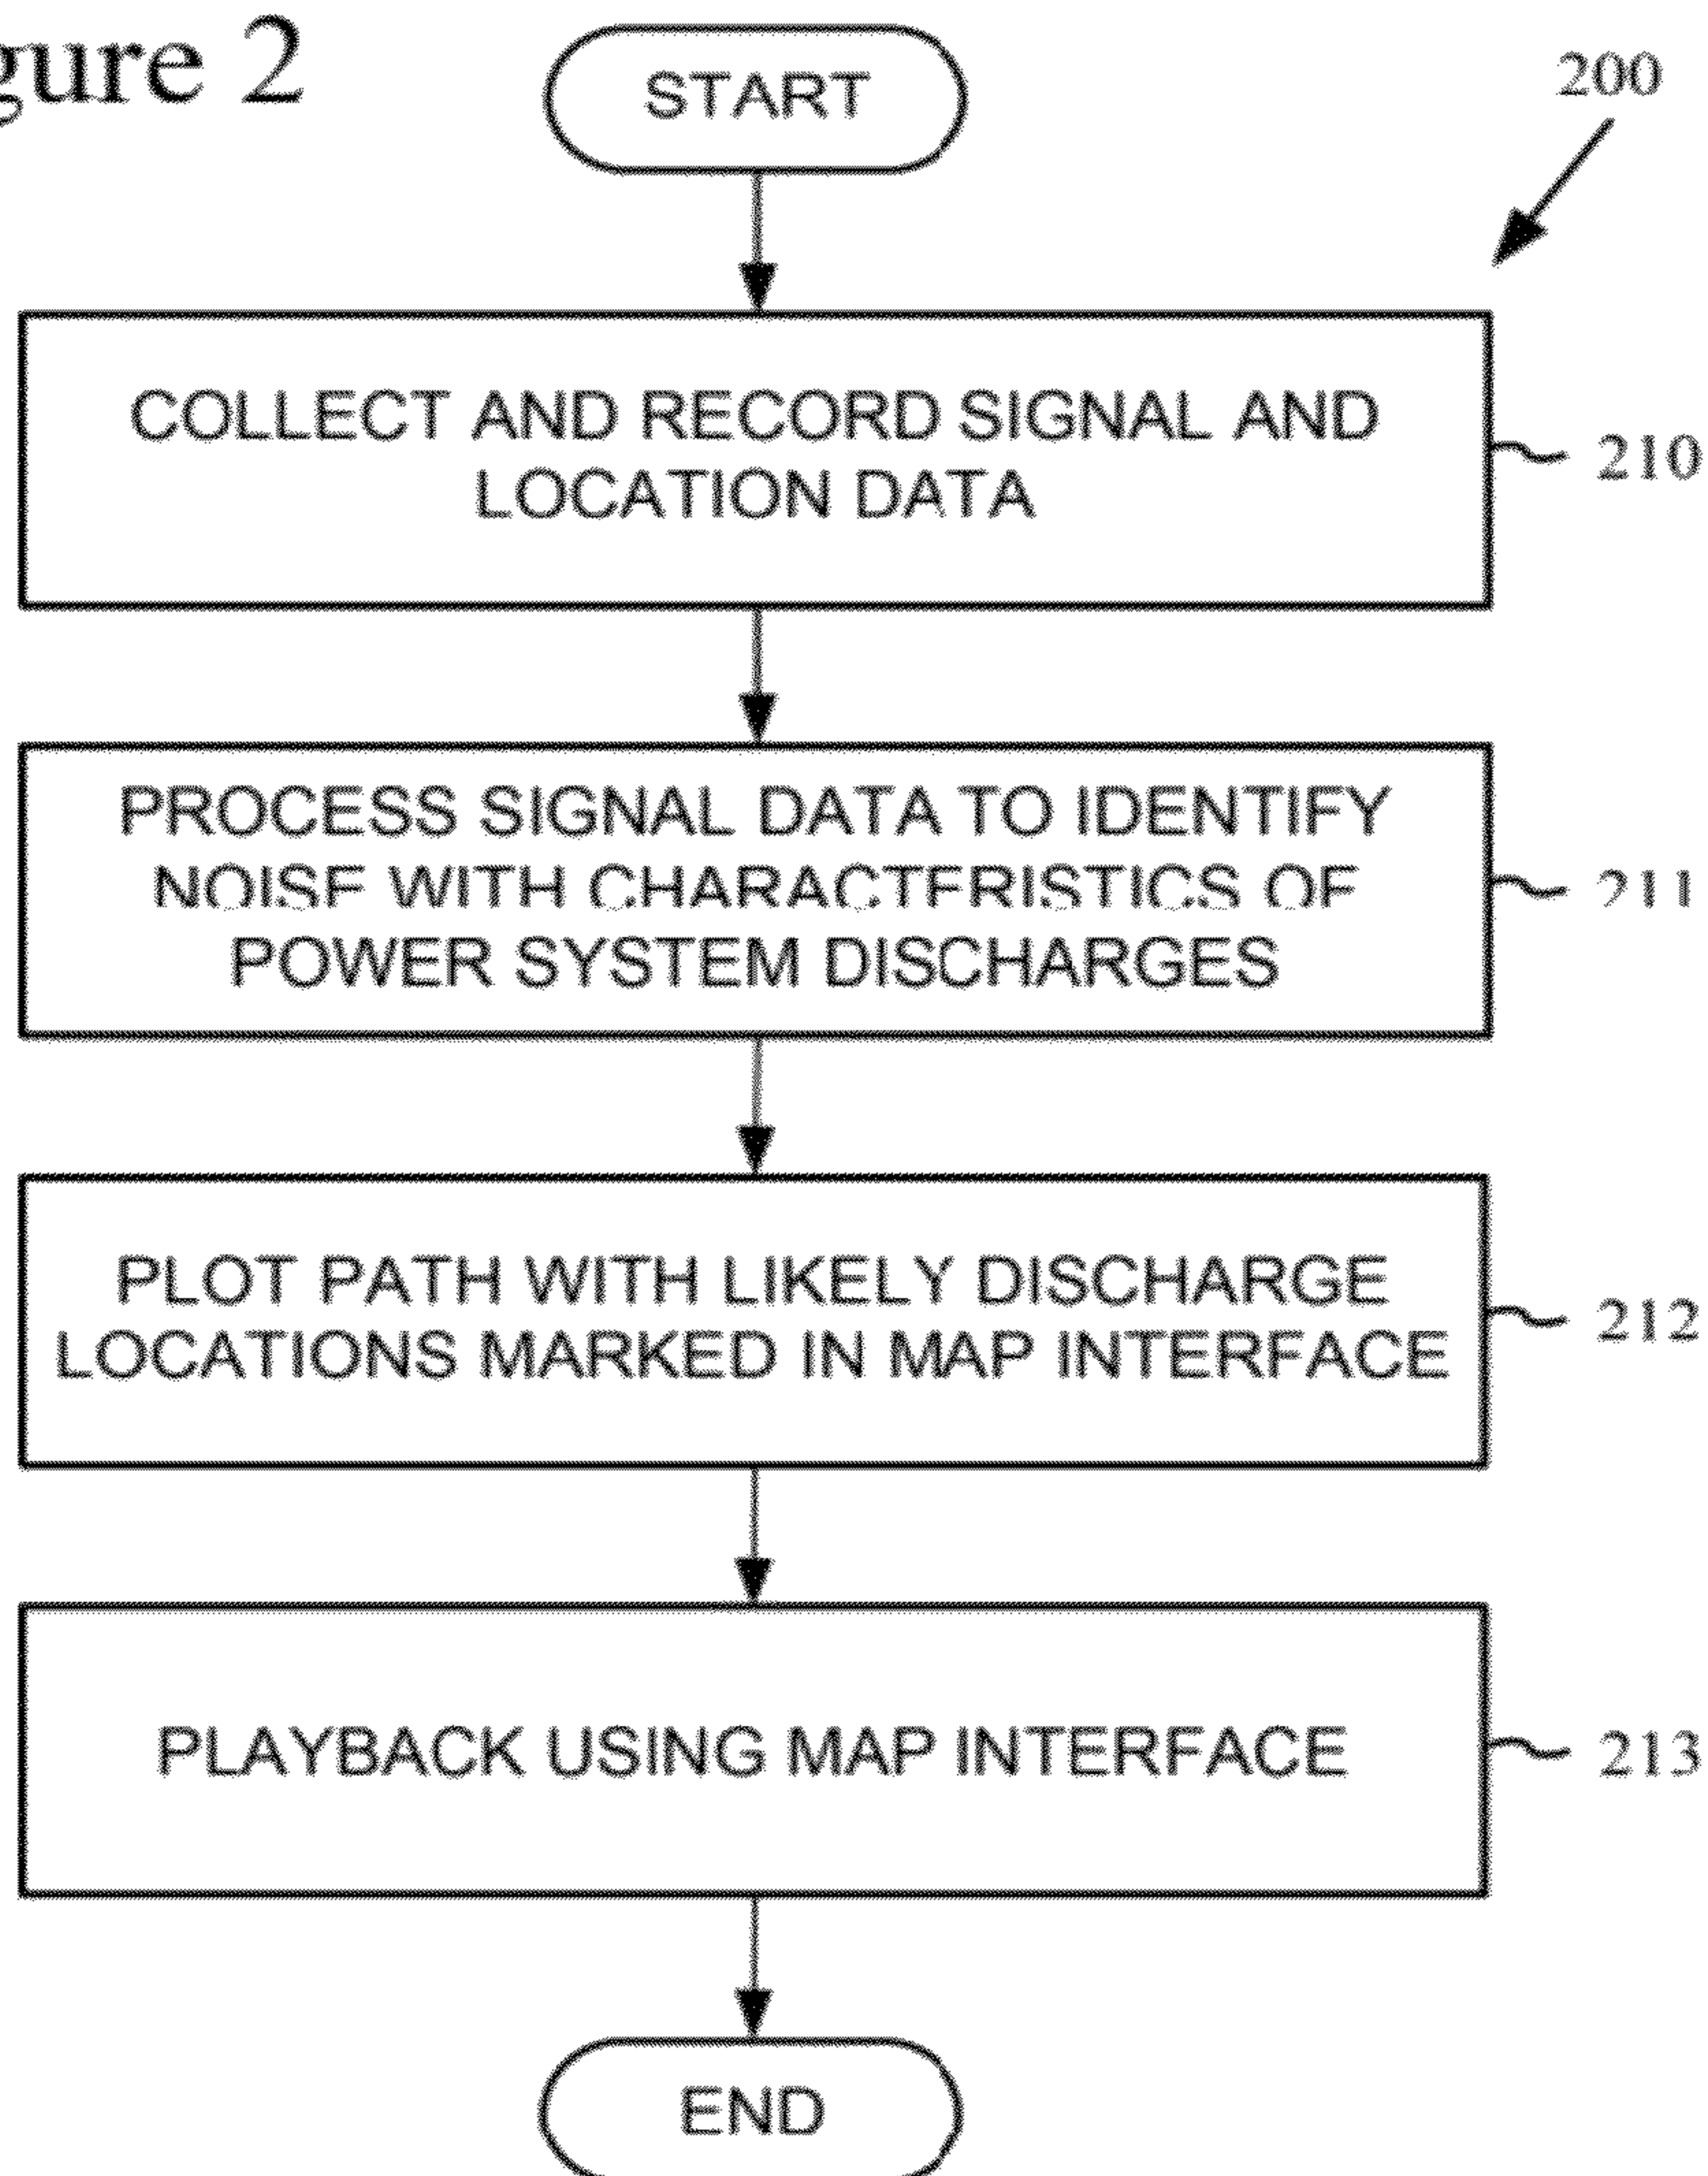 gure 2
START
200
COLLECT AND RECORD SIGNAL AND
LOCATION DATA
210
PROCESS SIGNAL DATA TO IDENTIFY
NOISE WITH CHARACTERISTICS OF
POWER SYSTEM DISCHARGES
211
PLOT PATH WITH LIKELY DISCHARGE
LOCATIONS MARKED IN MAP INTERFACE
212
PLAYBACK USING MAP INTERFACE
213
END